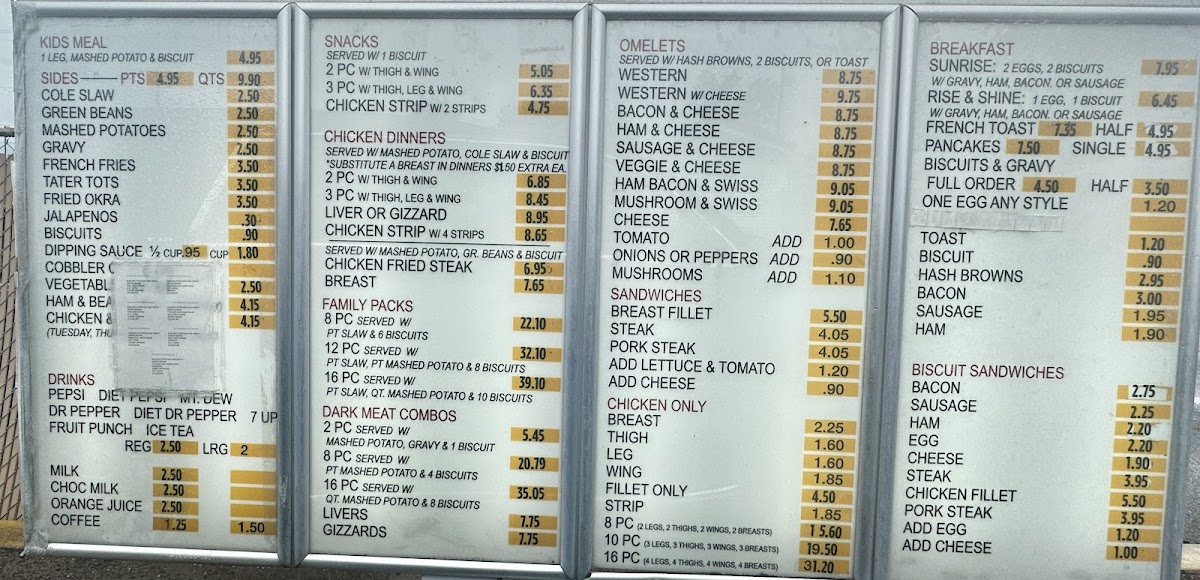 KIDS MEAL
1 LEG, MASHED POTATO & BISCUIT 4.95
SIDES PTS 4.95 QTS 9.90
COLE SLAW 2.50
GREEN BEANS 2.50
MASHED POTATOES 2.50
GRAVY 2.50
FRENCH FRIES 3.50
TATER TOTS 3.50
FRIED OKRA 3.50
JALAPENOS .30
BISCUITS .90
DIPPING SAUCE ½ CUP .95 CUP 1.80
COBBLER
VEGETABL 2.50
HAM & BEA 4.15
CHICKEN & 4.15
(TUESDAY, THU
DRINKS
PEPSI DIET PEPSI MT. DEW
DR PEPPER DIET DR PEPPER 7 UP
FRUIT PUNCH ICE TEA
REG 2.50 LRG 2
MILK 2.50
CHOC MILK 2.50
ORANGE JUICE 2.50
COFFEE 1.25 1.50
SNACKS
SERVED W/ 1 BISCUIT
2 PC W/ THIGH & WING 5.05
3 PC W/ THIGH, LEG & WING 6.35
CHICKEN STRIP W/ 2 STRIPS 4.75
CHICKEN DINNERS
SERVED W/ MASHED POTATO, COLE SLAW & BISCUIT
*SUBSTITUTE A BREAST IN DINNERS $1.50 EXTRA EA.
2 PC W/ THIGH & WING 6.85
3 PC W/ THIGH, LEG & WING 8.45
LIVER OR GIZZARD 8.95
CHICKEN STRIP W/ 4 STRIPS 8.65
SERVED W/ MASHED POTATO, GR. BEANS & BISCUIT
CHICKEN FRIED STEAK 6.95
BREAST 7.65
FAMILY PACKS
8 PC SERVED W/ 22.10
PT SLAW & 6 BISCUITS
12 PC SERVED W/ 32.10
PT SLAW, PT MASHED POTATO & 8 BISCUITS
16 PC SERVED W/ 39.10
PT SLAW, QT. MASHED POTATO & 10 BISCUITS
DARK MEAT COMBOS
2 PC SERVED W/ 5.45
MASHED POTATO, GRAVY & 1 BISCUIT
8 PC SERVED W/ 20.79
PT MASHED POTATO & 4 BISCUITS
16 PC SERVED W/ 35.05
QT. MASHED POTATO & 8 BISCUITS
LIVERS 7.75
GIZZARDS 7.75
OMELETS
SERVED W/ HASH BROWNS, 2 BISCUITS, OR TOAST
WESTERN 8.75
WESTERN W/ CHEESE 9.75
BACON & CHEESE 8.75
HAM & CHEESE 8.75
SAUSAGE & CHEESE 8.75
VEGGIE & CHEESE 8.75
HAM BACON & SWISS 9.05
MUSHROOM & SWISS 9.05
CHEESE 7.65
TOMATO ADD 1.00
ONIONS OR PEPPERS ADD .90
MUSHROOMS ADD 1.10
SANDWICHES
BREAST FILLET 5.50
STEAK 4.05
PORK STEAK 4.05
ADD LETTUCE & TOMATO 1.20
ADD CHEESE .90
CHICKEN ONLY
BREAST 2.25
THIGH 1.60
LEG 1.60
WING 1.85
FILLET ONLY 4.50
STRIP 1.85
8 PC (2 LEGS, 2 THIGHS, 2 WINGS, 2 BREASTS) 15.60
10 PC (3 LEGS, 3 THIGHS, 3 WINGS, 3 BREASTS) 19.50
16 PC (4 LEGS, 4 THIGHS, 4 WINGS, 4 BREASTS) 31.20
BREAKFAST
SUNRISE: 2 EGGS, 2 BISCUITS 7.95
W/ GRAVY, HAM, BACON. OR SAUSAGE
RISE & SHINE: 1 EGG, 1 BISCUIT 6.45
W/ GRAVY, HAM, BACON. OR SAUSAGE
FRENCH TOAST 7.35 HALF 4.95
PANCAKES 7.50 SINGLE 4.95
BISCUITS & GRAVY
FULL ORDER 4.50 HALF 3.50
ONE EGG ANY STYLE 1.20
TOAST 1.20
BISCUIT .90
HASH BROWNS 2.95
BACON 3.00
SAUSAGE 1.95
HAM 1.90
BISCUIT SANDWICHES
BACON 2.75
SAUSAGE 2.25
HAM 2.20
EGG 2.20
CHEESE 1.90
STEAK 3.95
CHICKEN FILLET 5.50
PORK STEAK 3.95
ADD EGG 1.20
ADD CHEESE 1.00